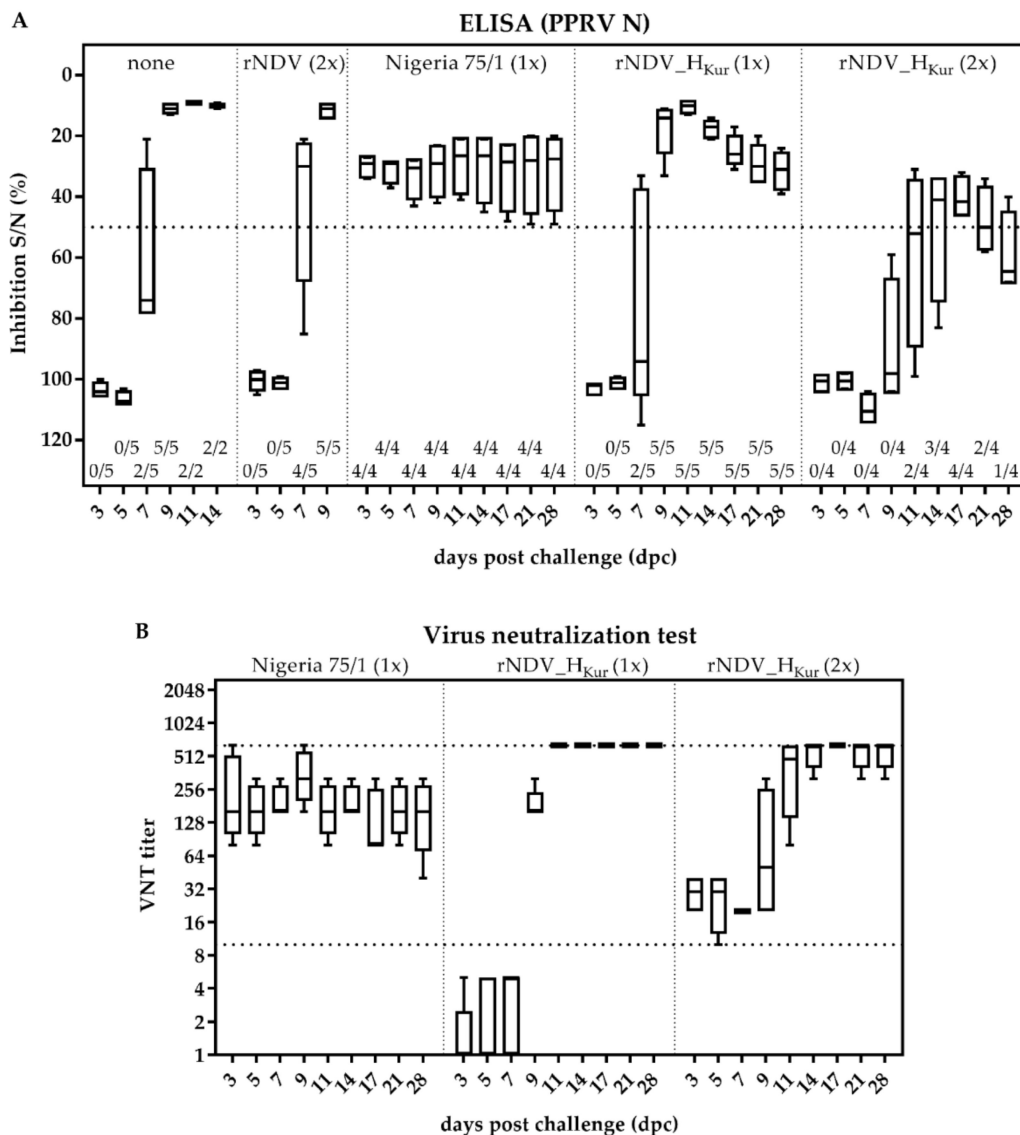 A
ELISA (PPRV N)
none rNDV (2x) Nigeria 75/1 (1x) rNDV_HKur (1x) rNDV_HKur (2x)
Inhibition S/N (%)
0
20
40
60
80
100
120
0/5 5/5 2/2 0/5 5/5 4/4 4/4 4/4 4/4 0/5 5/5 5/5 5/5 0/4 0/4 3/4 2/4
0/5 2/5 2/2 0/5 4/5 4/4 4/4 4/4 4/4 4/4 0/5 2/5 5/5 5/5 5/5 0/4 0/4 2/4 4/4 1/4
3 5 7 9 11 14 3 5 7 9 3 5 7 9 11 14 17 21 28 3 5 7 9 11 14 17 21 28 3 5 7 9 11 14 17 21 28
days post challenge (dpc)
B
Virus neutralization test
Nigeria 75/1 (1x) rNDV_HKur (1x) rNDV_HKur (2x)
VNT titer
2048
1024
512
256
128
64
32
16
8
4
2
1
3 5 7 9 11 14 17 21 28 3 5 7 9 11 14 17 21 28 3 5 7 9 11 14 17 21 28
days post challenge (dpc)